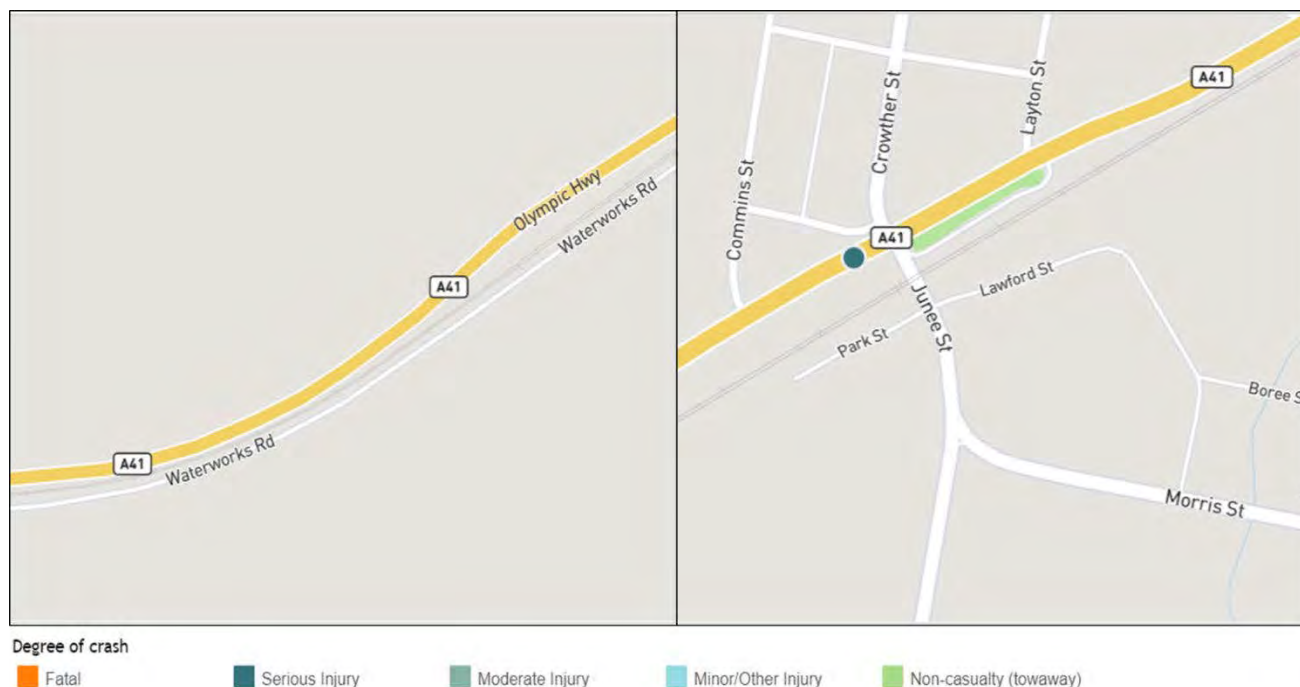 Olympic Hwy
Waterworks Rd
A41
A41
Waterworks Rd
A41
Layton St
Crowther St
Commins St
A41
Lawford St
Junee St
Park St
Boree S
Morris St
Degree of crash
Fatal
Serious Injury
Moderate Injury
Minor/Other Injury
Non-casualty (towaway)